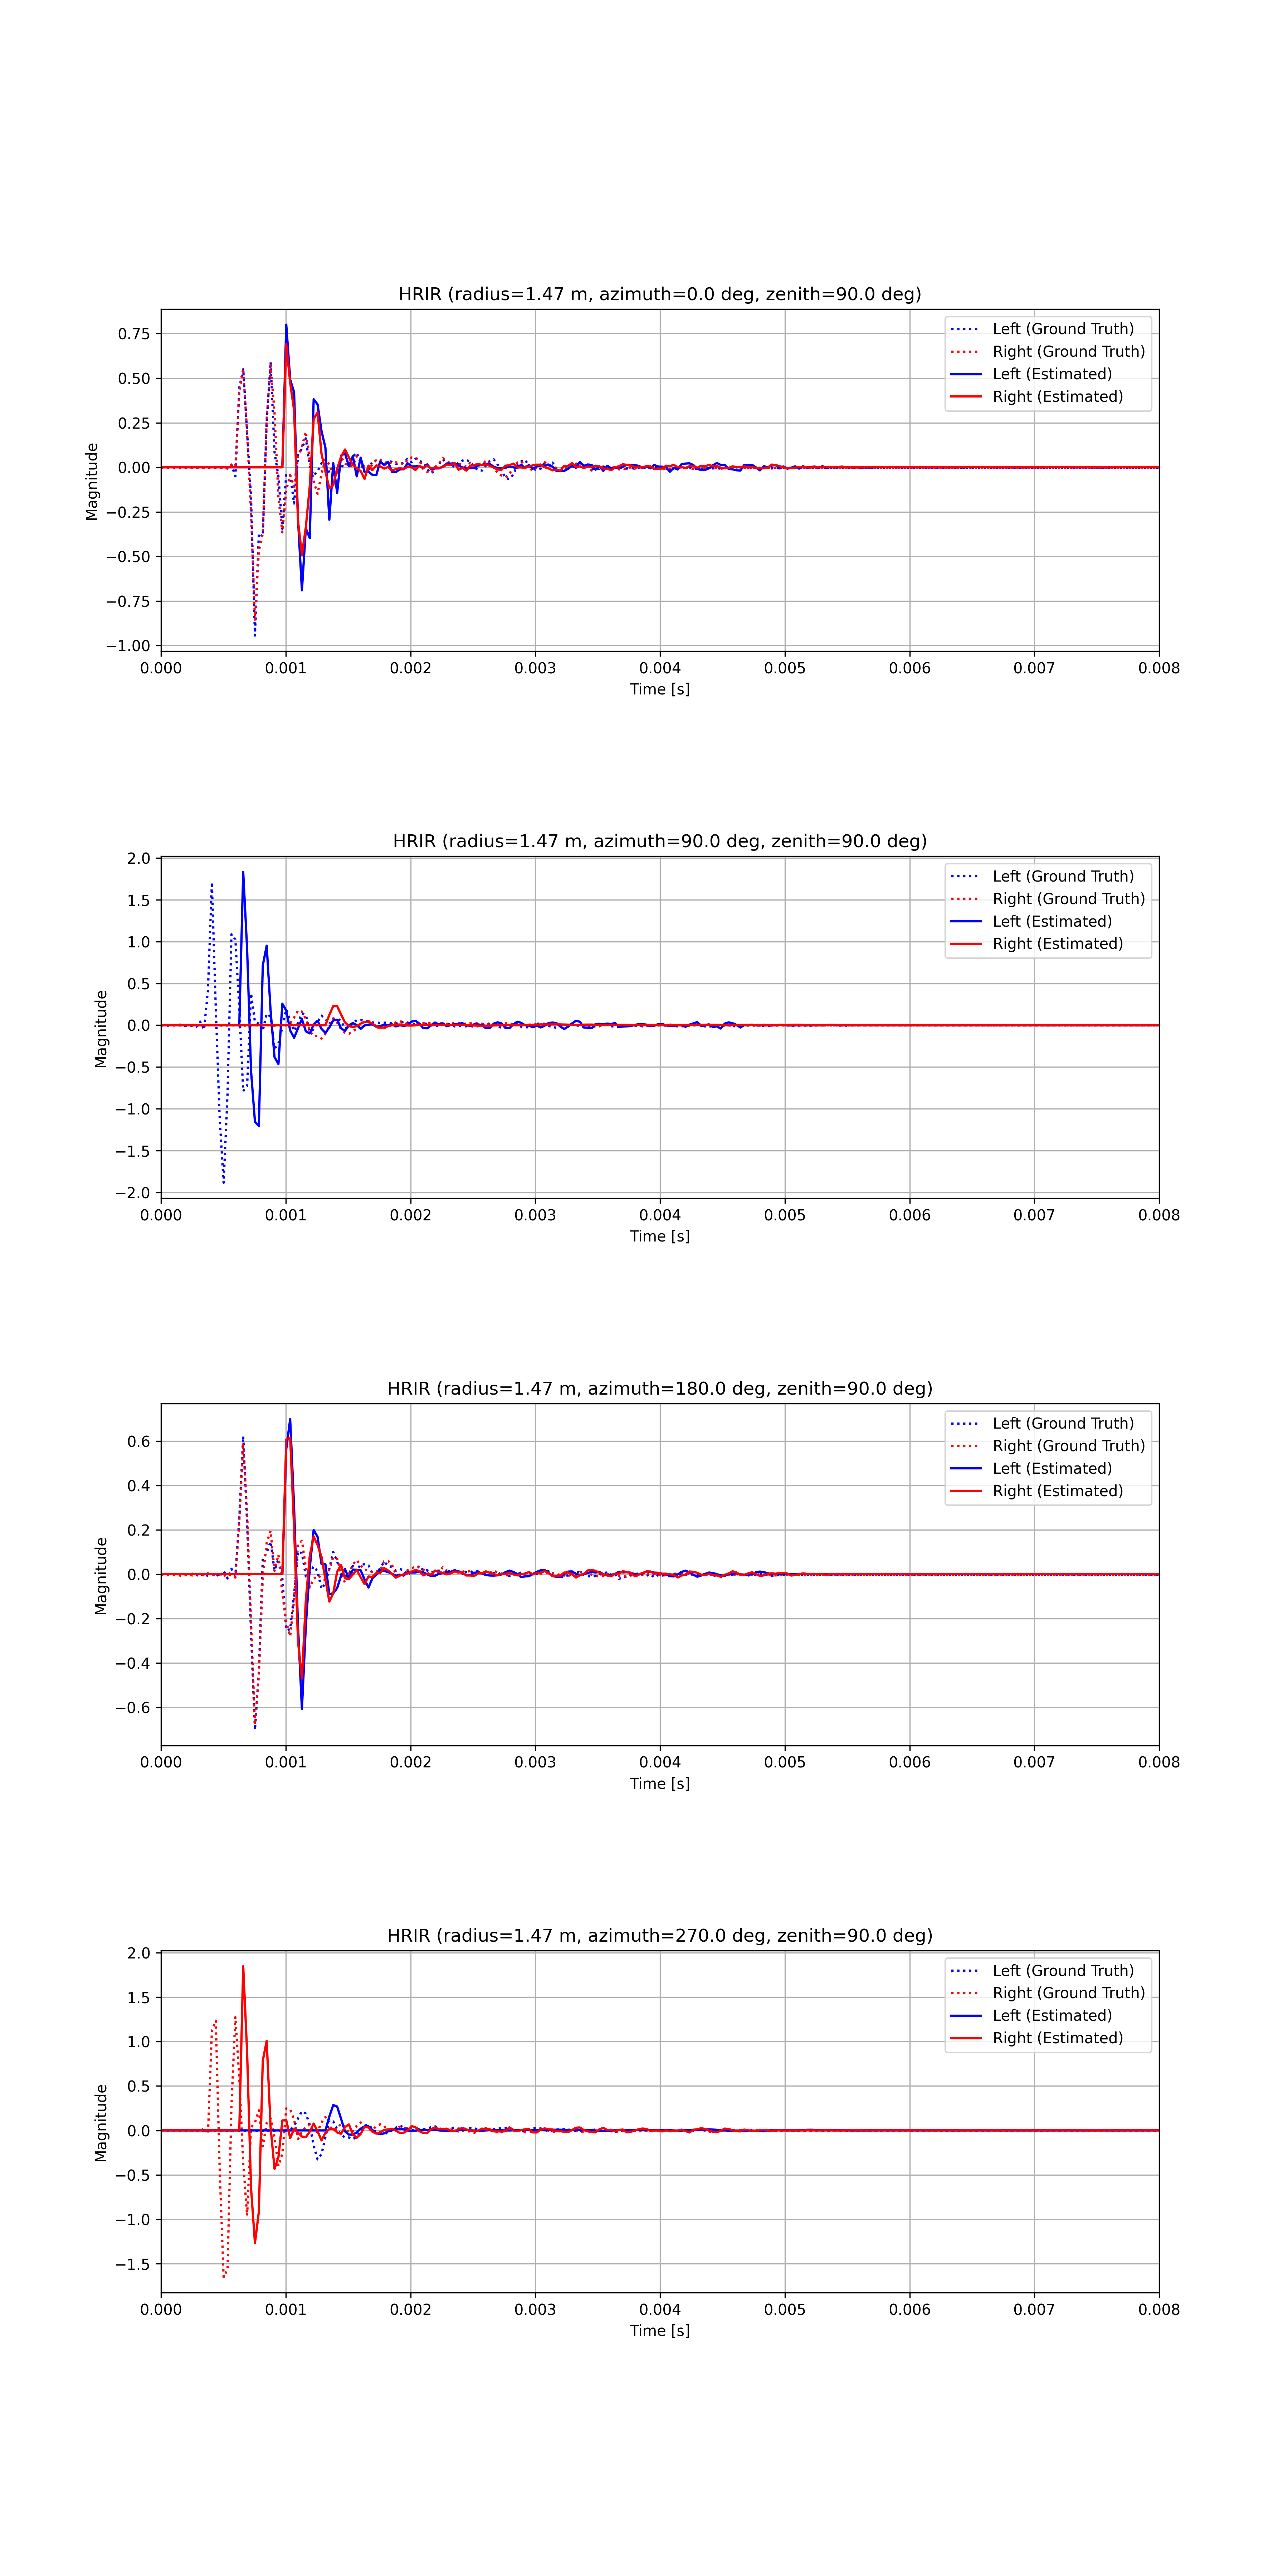 HRIR (radius=1.47 m, azimuth=0.0 deg, zenith=90.0 deg)
Left (Ground Truth)
Right (Ground Truth)
Left (Estimated)
Right (Estimated)
0.75
0.50
0.25
0.00
−0.25
−0.50
−0.75
−1.00
Magnitude
0.000 0.001 0.002 0.003 0.004 0.005 0.006 0.007 0.008
Time [s]
HRIR (radius=1.47 m, azimuth=90.0 deg, zenith=90.0 deg)
Left (Ground Truth)
Right (Ground Truth)
Left (Estimated)
Right (Estimated)
2.0
1.5
1.0
0.5
0.0
−0.5
−1.0
−1.5
−2.0
Magnitude
0.000 0.001 0.002 0.003 0.004 0.005 0.006 0.007 0.008
Time [s]
HRIR (radius=1.47 m, azimuth=180.0 deg, zenith=90.0 deg)
Left (Ground Truth)
Right (Ground Truth)
Left (Estimated)
Right (Estimated)
0.6
0.4
0.2
0.0
−0.2
−0.4
−0.6
Magnitude
0.000 0.001 0.002 0.003 0.004 0.005 0.006 0.007 0.008
Time [s]
HRIR (radius=1.47 m, azimuth=270.0 deg, zenith=90.0 deg)
Left (Ground Truth)
Right (Ground Truth)
Left (Estimated)
Right (Estimated)
2.0
1.5
1.0
0.5
0.0
−0.5
−1.0
−1.5
Magnitude
0.000 0.001 0.002 0.003 0.004 0.005 0.006 0.007 0.008
Time [s]